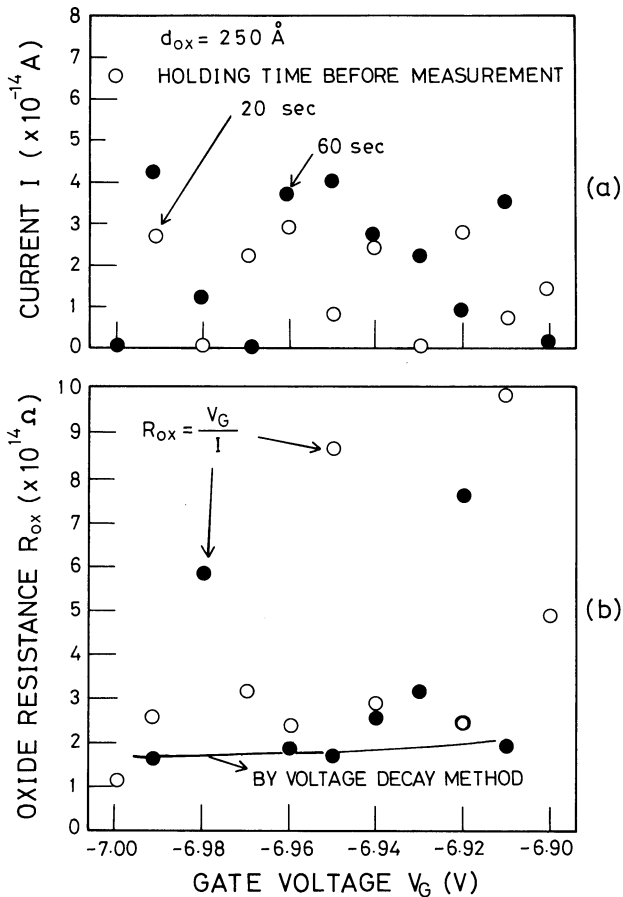 d_ox = 250 Å
○ HOLDING TIME BEFORE MEASUREMENT
20 sec
60 sec
(a)
CURRENT I (×10^-14 A)
8
7
6
5
4
3
2
1
0
R_ox = V_G / I
(b)
OXIDE RESISTANCE R_ox (×10^14 Ω)
10
9
8
7
6
5
4
3
2
1
0
BY VOLTAGE DECAY METHOD
-7.00 -6.98 -6.96 -6.94 -6.92 -6.90
GATE VOLTAGE V_G (V)